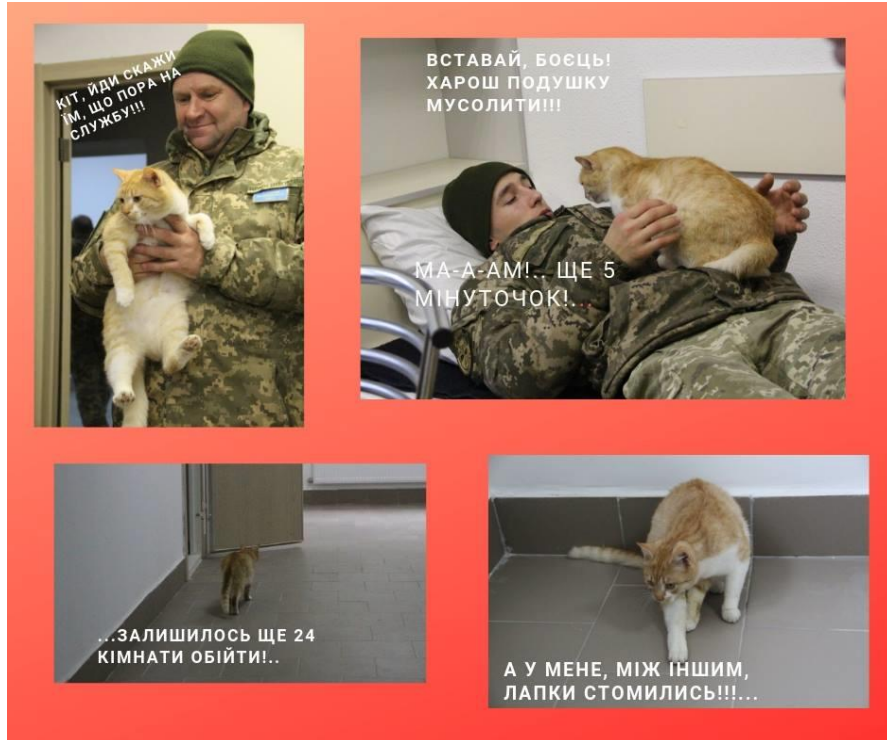 КІТ, ЙДИ СКАЖИ
ЇМ, ЩО ПОРА НА
СЛУЖБУ!!!
ВСТАВАЙ, БОЄЦЬ!
ХАРОШ ПОДУШКУ
МУСОЛИТИ!!!
МА-А-АМ!.. ЩЕ 5
МІНУТОЧОК!...
...ЗАЛИШИЛОСЬ ЩЕ 24
КІМНАТИ ОБІЙТИ!..
А У МЕНЕ, МІЖ ІНШИМ,
ЛАПКИ СТОМИЛИСЬ!!!...